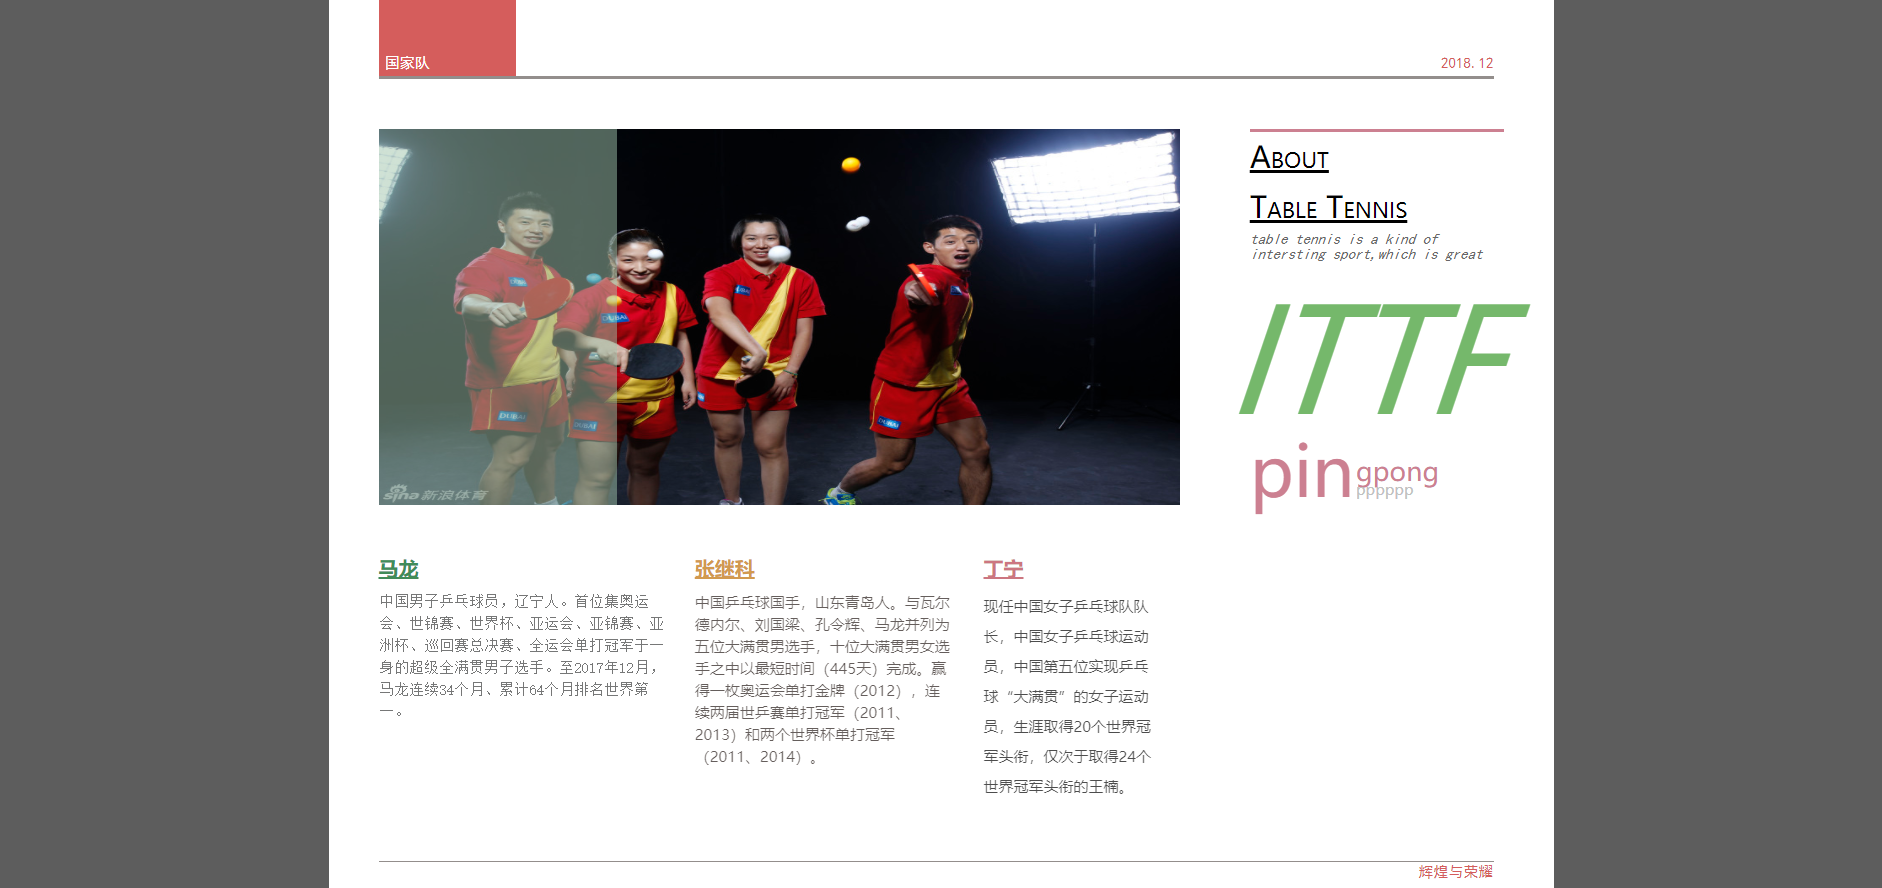 国家队
2018.12
ABOUT
TABLE TENNIS
table tennis is a kind of
intersting sport,which is great
ITTF
pingpong
pppppp
sina 新浪体育
马龙
中国男子乒乓球员，辽宁人。首位集奥运
会、世锦赛、世界杯、亚运会、亚锦赛、亚
洲杯、巡回赛总决赛、全运会单打冠军于一
身的超级全满贯男子选手。至2017年12月，
马龙连续34个月、累计64个月排名世界第
一。
张继科
中国乒乓球国手，山东青岛人。与瓦尔
德内尔、刘国梁、孔令辉、马龙并列为
五位大满贯男选手，十位大满贯男女选
手之中以最短时间（445天）完成。赢
得一枚奥运会单打金牌（2012），连
续两届世乒赛单打冠军（2011、
2013）和两个世界杯单打冠军
（2011、2014）。
丁宁
现任中国女子乒乓球队队
长，中国女子乒乓球运动
员，中国第五位实现乒乓
球“大满贯”的女子运动
员，生涯取得20个世界冠
军头衔，仅次于取得24个
世界冠军头衔的王楠。
辉煌与荣耀